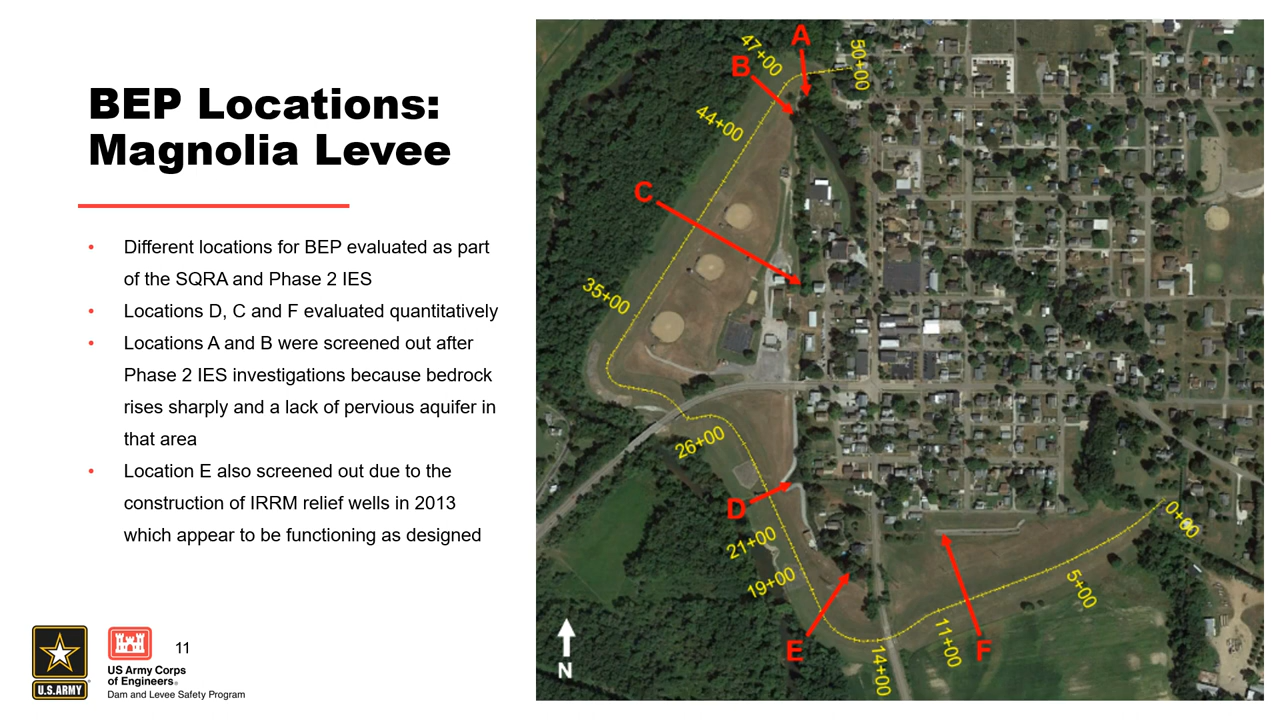 BEP Locations:
Magnolia Levee
• Different locations for BEP evaluated as part
of the SQRA and Phase 2 IES
• Locations D, C and F evaluated quantitatively
• Locations A and B were screened out after
Phase 2 IES investigations because bedrock
rises sharply and a lack of pervious aquifer in
that area
• Location E also screened out due to the
construction of IRRM relief wells in 2013
which appear to be functioning as designed
U.S. ARMY
US Army Corps
of Engineers®
Dam and Levee Safety Program
11
A
47+00
50+00
B
44+00
C
35+00
26+00
D
0+00
21+00
19+00
5+00
E
11+00
F
14+00
N